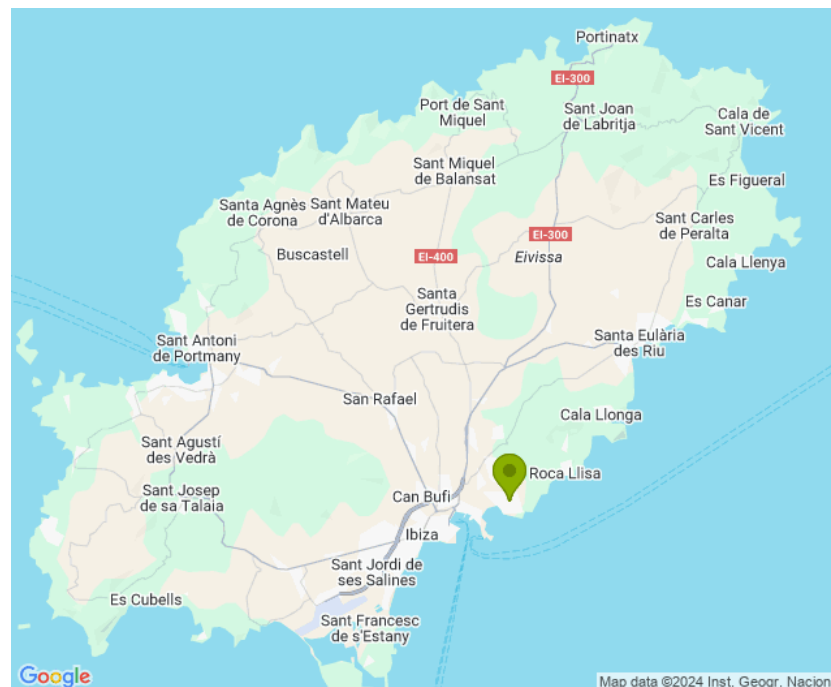 Portinatx
EI-300
Port de Sant
Miquel
Sant Joan
de Labritja
Cala de
Sant Vicent
Sant Miquel
de Balansat
Es Figueral
Santa Agnès
de Corona
Sant Mateu
d'Albarca
Sant Carles
de Peralta
EI-300
Buscastell
EI-400
Eivissa
Cala Llenya
Santa
Gertrudis
de Fruitera
Es Canar
Sant Antoni
de Portmany
Santa Eulària
des Riu
San Rafael
Cala Llonga
Sant Agustí
des Vedrà
Roca Llisa
Sant Josep
de sa Talaia
Can Bufi
Ibiza
Sant Jordi de
ses Salines
Es Cubells
Sant Francesc
de s'Estany
Google
Map data ©2024 Inst. Geogr. Nacion